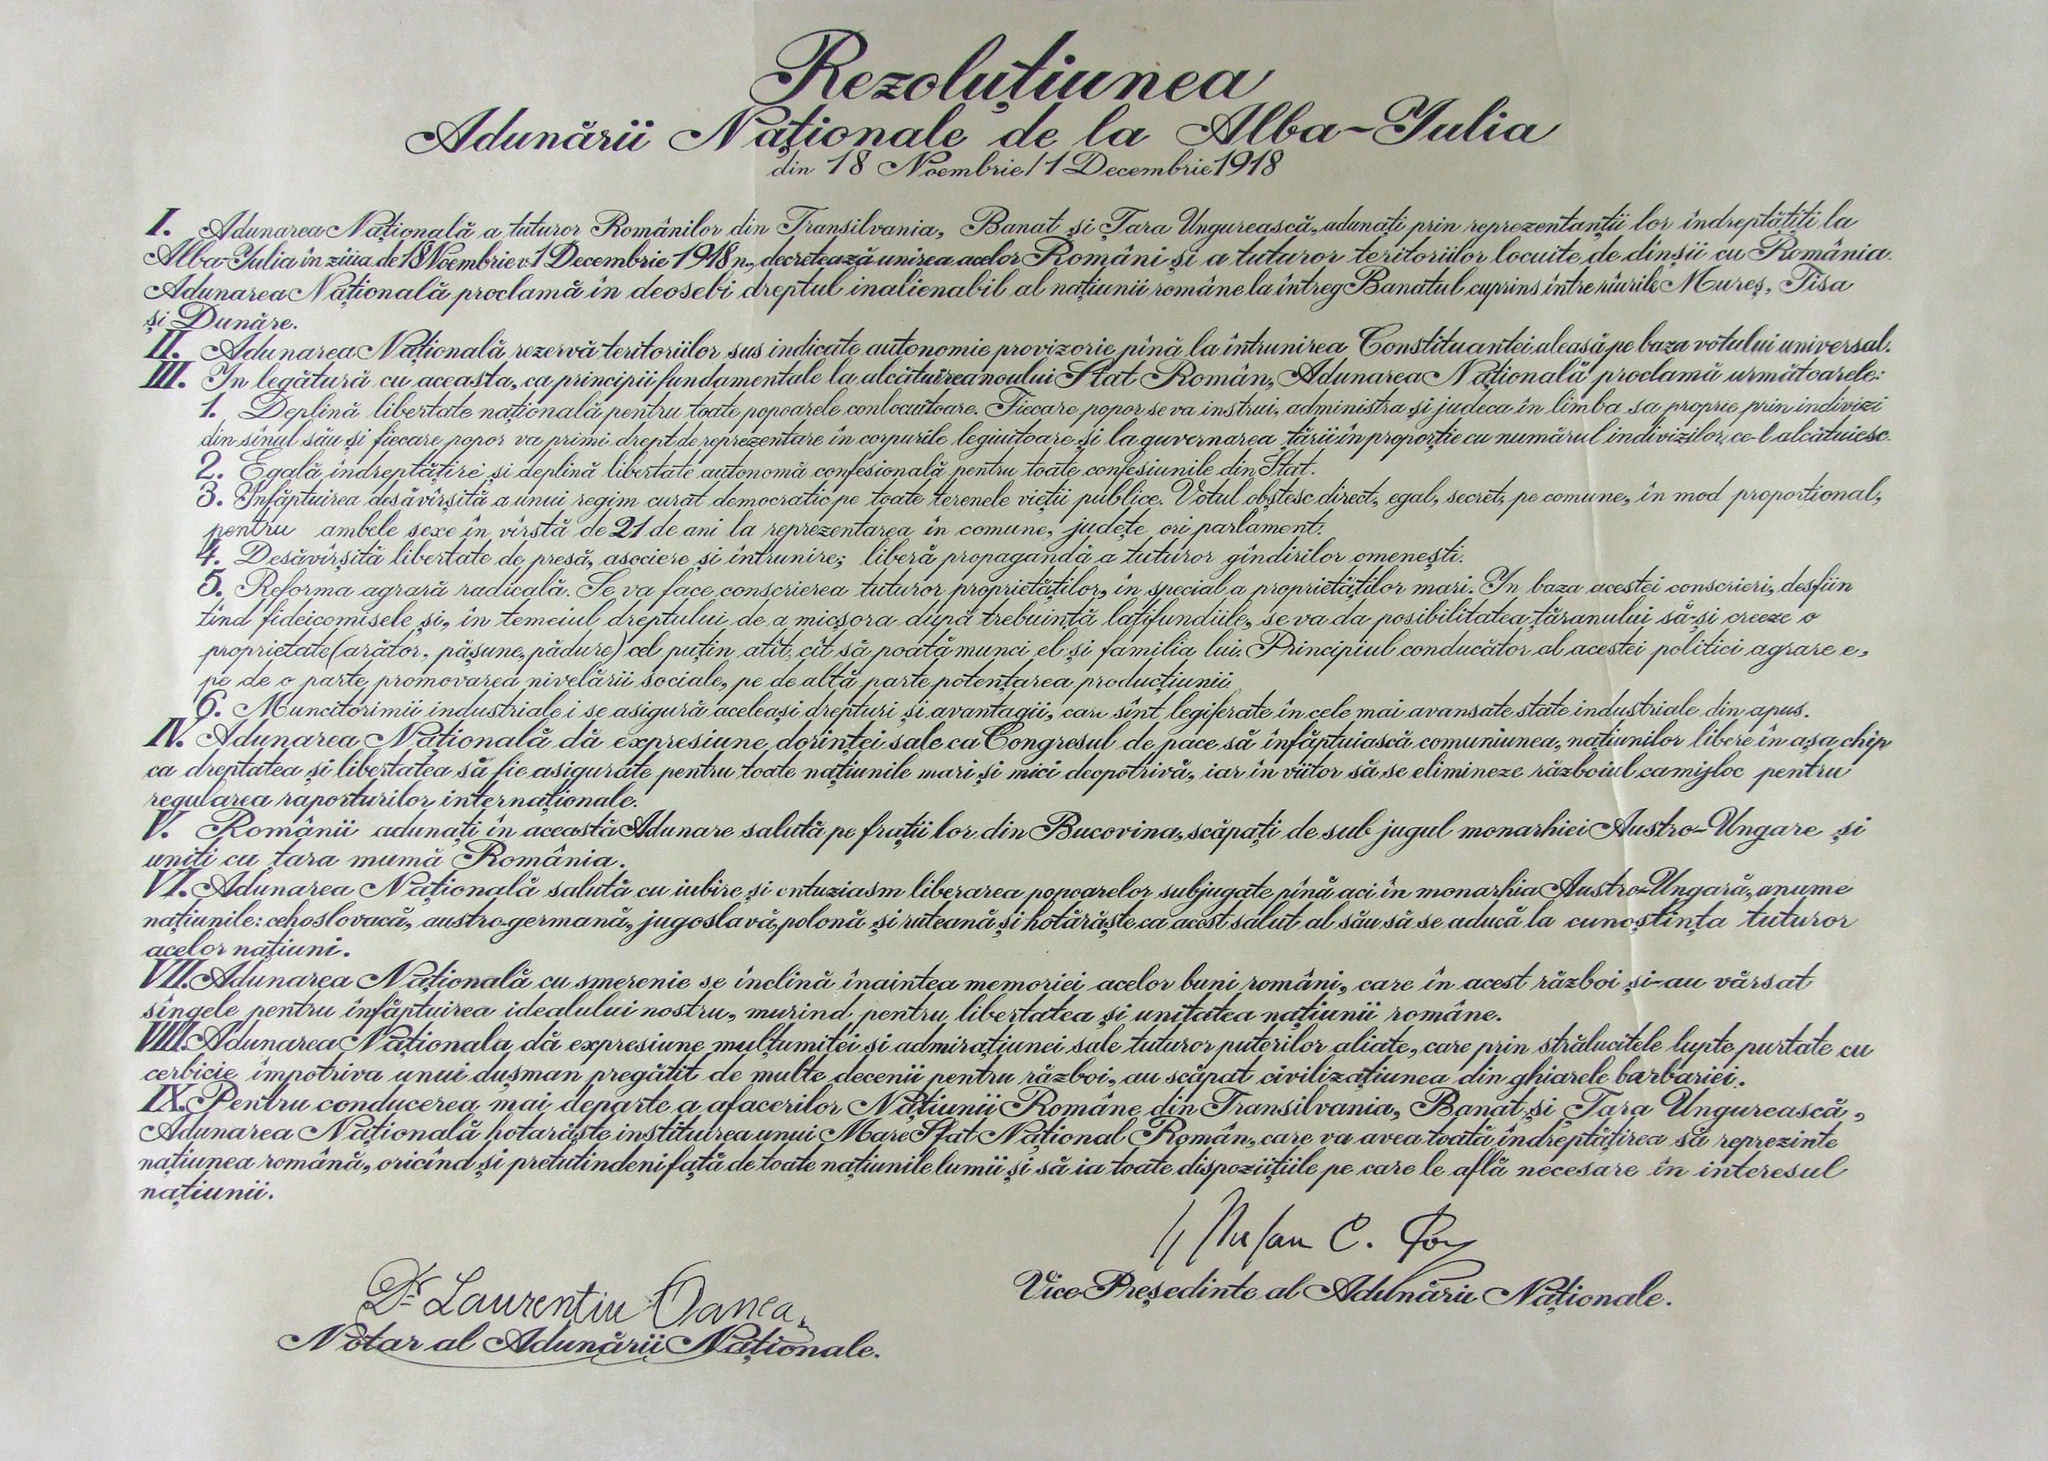 Rezoluțiunea
Adunării Naționale de la Alba-Iulia
din 18 Noembrie/1 Decembrie 1918
I. Adunarea Națională a tuturor Românilor din Transilvania, Banat și Țara Ungurească, adunați prin reprezentanții lor îndreptățiți la
Alba-Iulia în ziia de 18 Noembrie v. 1 Decembrie 1918 n., decretează unirea acelor Români și a tuturor teritoriilor locuite de dînșii cu România.
Adunarea Națională proclamă in deosebi dreptul inalienabil al națiunii române la întreg Banatul cuprins între rîurile Mureș, Tisa
și Dunăre.
II. Adunarea Națională rezervă teritoriilor sus indicate autonomie provizorie pînă la întrunirea Constituantei aleasă pe baza votului universal.
III. In legătură cu aceasta, ca principii fundamentale la alcătuirea noului Stat Român, Adunarea Națională proclamă următoarele:
1. Deplină libertate națională pentru toate popoarele conlocuitoare. Fiecare popor se va instrui, administra și judeca în limba sa proprie prin indivizi
din sînul său și fiecare popor va primi drept de reprezentare în corpurile legiuitoare și la guvernarea țării în proporție cu numărul indivizilor, ce-l alcătuiesc.
2. Egală îndreptățire și deplină libertate autonomă confesională pentru toate confesiunile din Stat.
3. Infăptuirea desăvîrșită a unui regim curat democratic pe toate terenele vieții publice. Votul obștesc direct, egal, secret, pe comune, în mod proporțional,
pentru ambele sexe în vîrstă de 21 de ani la reprezentarea în comune, județe ori parlament.
4. Desăvîrșită libertate de presă, asociere și întrunire; liberă propagandă a tuturor gîndirilor omenești.
5. Reforma agrară radicală. Se va face conscrierea tuturor proprietăților, în special a proprietăților mari. In baza acestei conscrieri, desfiin
țînd fideicomisele și, în temeiul dreptului de a micșora după trebuință latifundiile, se va da posibilitatea țăranului să-și creeze o
proprietate (arător, pășune, pădure) cel puțin atît, cît să poată munci el și familia lui. Principiul conducător al acestei politici agrare e,
pe de o parte promovarea nivelării sociale, pe de altă parte potențarea producțiunii.
6. Muncitorimii industriale i se asigură aceleași drepturi și avantagii, cari sînt legiferate în cele mai avansate state industriale din apus.
IV. Adunarea Națională dă expresiune dorinței sale ca Congresul de pace să înfăptuiască comuniunea națiunilor libere în așa chip
ca dreptatea și libertatea să fie asigurate pentru toate națiunile mari și mici deopotrivă, iar în viitor să se elimineze războiul ca mijloc pentru
regularea raporturilor internaționale.
V. Românii adunați în această Adunare salută pe frații lor din Bucovina, scăpați de sub jugul monarhiei Austro-Ungare și
uniți cu țara mumă România.
VI. Adunarea Națională salută cu iubire și entuziasm liberarea popoarelor subjugate pînă aci în monarhia Austro-Ungară, anume
națiunile: cehoslovacă, austro-germană, jugoslavă, polonă și ruteană și hotărăște ca acest salut al său să se aducă la cunoștința tuturor
acelor națiuni.
VII. Adunarea Națională cu smerenie se înclină înaintea memoriei acelor buni români, care în acest război și-au vărsat
sîngele pentru înfăptuirea idealului nostru, murind pentru libertatea și unitatea națiunii române.
VIII. Adunarea Naționala dă expresiune mulțumitei și admirațiunei sale tuturor puterilor aliate, care prin strălucitele lupte purtate cu
cerbicie împotriva unui dușman pregătit de multe decenii pentru război, au scăpat civilizațiunea din ghiarele barbariei.
IX. Pentru conducerea mai departe a afacerilor Națiunii Române din Transilvania, Banat și Țara Ungurească,
Adunarea Națională hotarăște instituirea unui Mare Sfat Național Român, care va avea toată îndreptățirea să reprezinte
națiunea română, oricînd și pretutindeni față de toate națiunile lumii și să ia toate dispozițiile pe care le află necesare în interesul
națiunii.
Ștefan C. Pop
Vice-Președinte al Adunării Naționale.
Dr Laurențiu Oanea
Notar al Adunării Naționale.